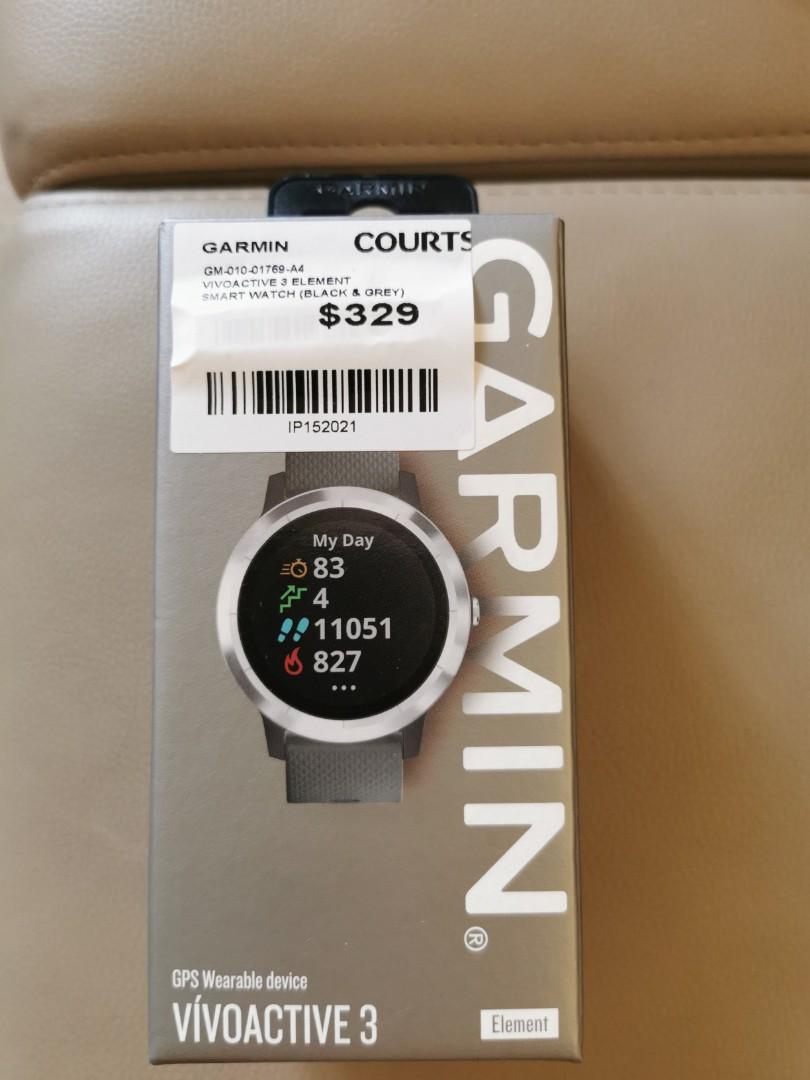 GARMIN
GARMIN COURTS
GM-010-01769-A4
VIVOACTIVE 3 ELEMENT
SMART WATCH (BLACK & GREY)
$329
IP152021
GARMIN®
My Day
83
4
11051
827
GPS Wearable device
VÍVOACTIVE 3
Element